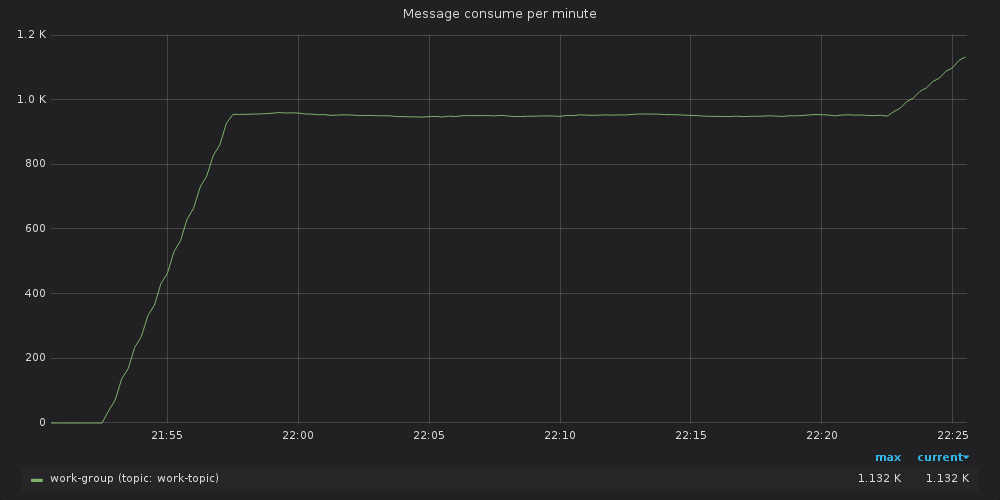 Message consume per minute
1.2 K
1.0 K
800
600
400
200
0
21:55 22:00 22:05 22:10 22:15 22:20 22:25
max current
work-group (topic: work-topic) 1.132 K 1.132 K